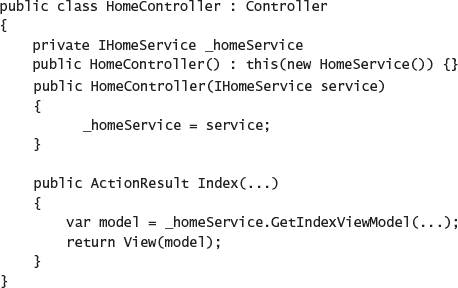 public class HomeController : Controller
{
    private IHomeService _homeService
    public HomeController() : this(new HomeService()) {}
    public HomeController(IHomeService service)
    {
          _homeService = service;
    }

    public ActionResult Index(...)
    {
        var model = _homeService.GetIndexViewModel(...);
        return View(model);
    }
}